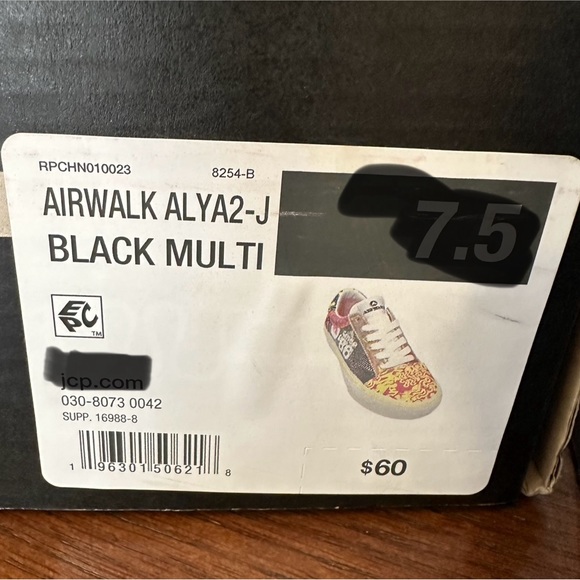 RPCHN010023 8254-B
AIRWALK ALYA2-J 7.5
BLACK MULTI
EPC
TM
jcp.com
030-8073 0042
SUPP. 16988-8
1 96301 50621 8
$60